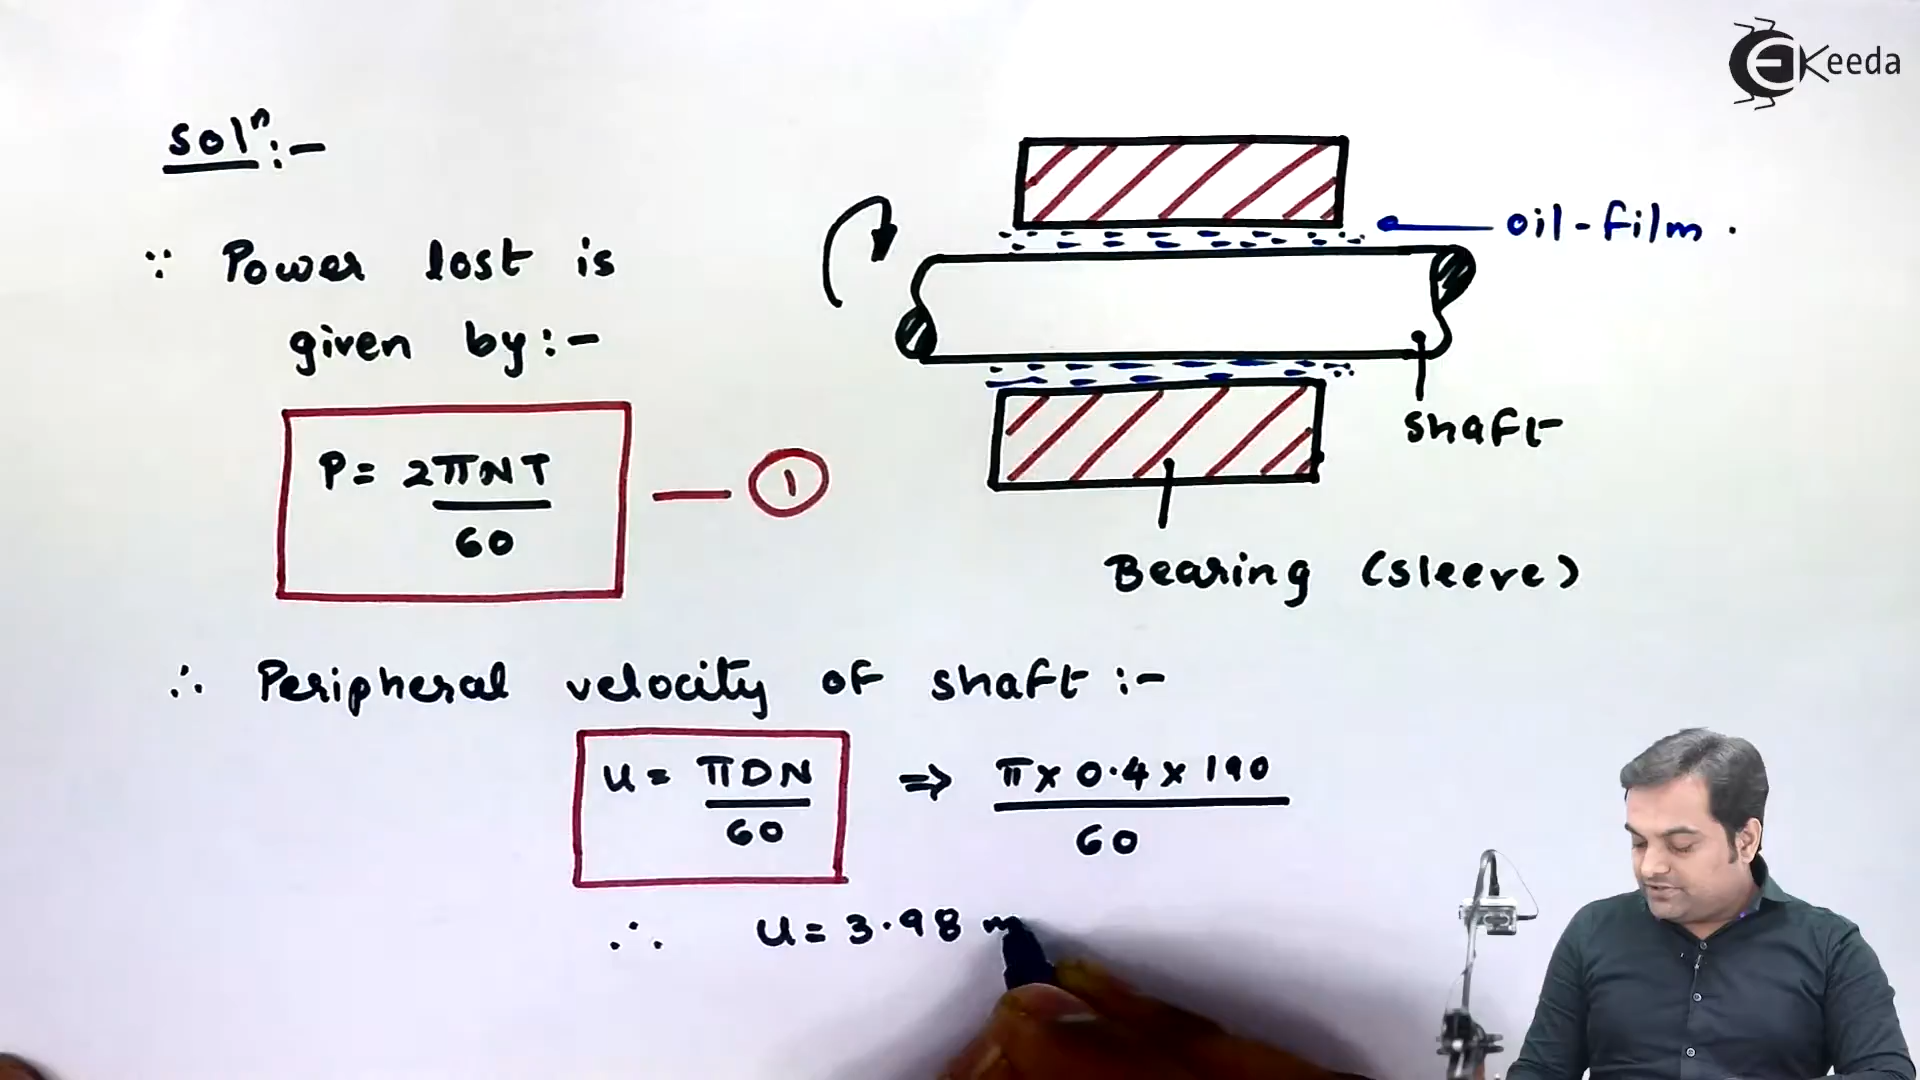 EKeeda
Solⁿ:-
∵ Power lost is
given by:-
P = 2πNT
60
— ①
oil-film.
shaft
Bearing (sleeve)
∴ Peripheral velocity of shaft :-
u = πDN
60
⇒ π x 0.4 x 190
60
∴ u = 3.98 m